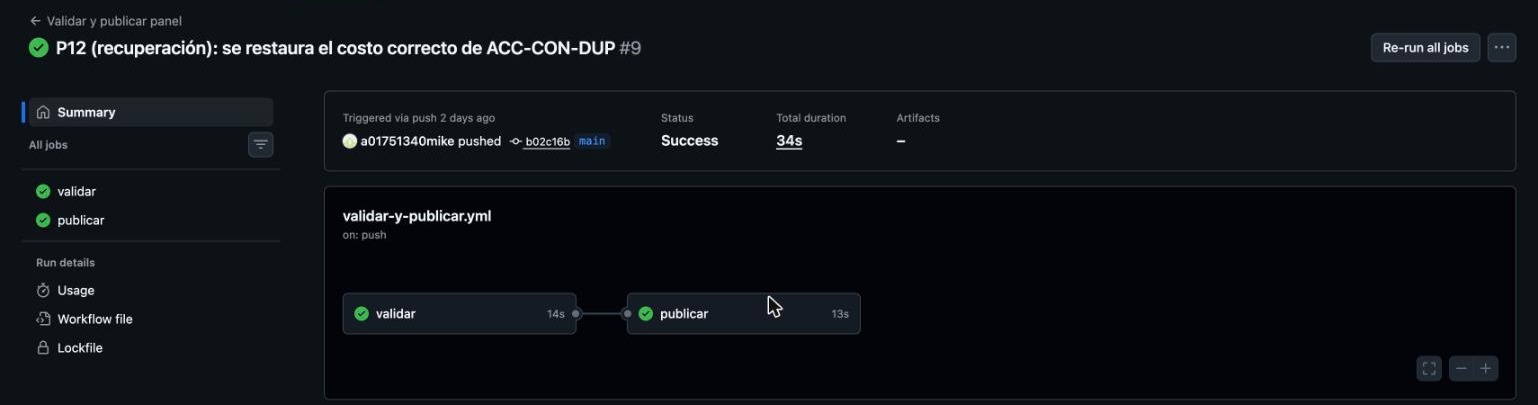 ← Validar y publicar panel
P12 (recuperación): se restaura el costo correcto de ACC-CON-DUP #9
Re-run all jobs
Summary
All jobs
validar
publicar
Run details
Usage
Workflow file
Lockfile
Triggered via push 2 days ago
a01751340mike pushed b02c16b main
Status
Success
Total duration
34s
Artifacts
–
validar-y-publicar.yml
on: push
validar 14s
publicar 13s